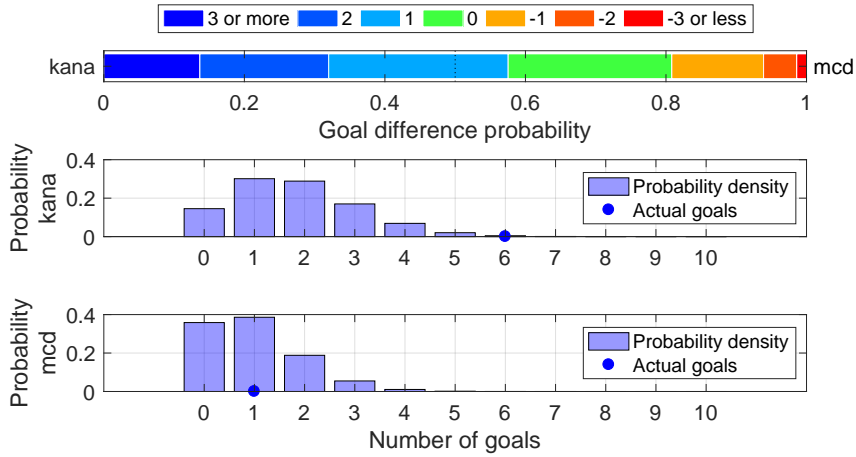 3 or more 2 1 0 -1 -2 -3 or less
kana mcd
0 0.2 0.4 0.6 0.8 1
Goal difference probability
Probability
kana
0.4
0.2
0
Probability density
Actual goals
0 1 2 3 4 5 6 7 8 9 10
Probability
mcd
0.4
0.2
0
Probability density
Actual goals
0 1 2 3 4 5 6 7 8 9 10
Number of goals